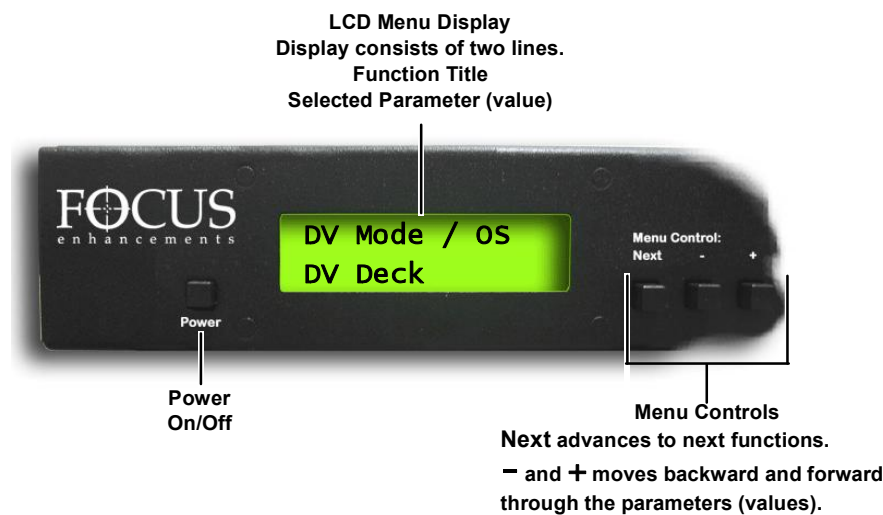 LCD Menu Display
Display consists of two lines.
Function Title
Selected Parameter (value)
FOCUS
enhancements
DV Mode / OS
DV Deck
Menu Control:
Next - +
Power
Power
On/Off
Menu Controls
Next advances to next functions.
- and + moves backward and forward
through the parameters (values).